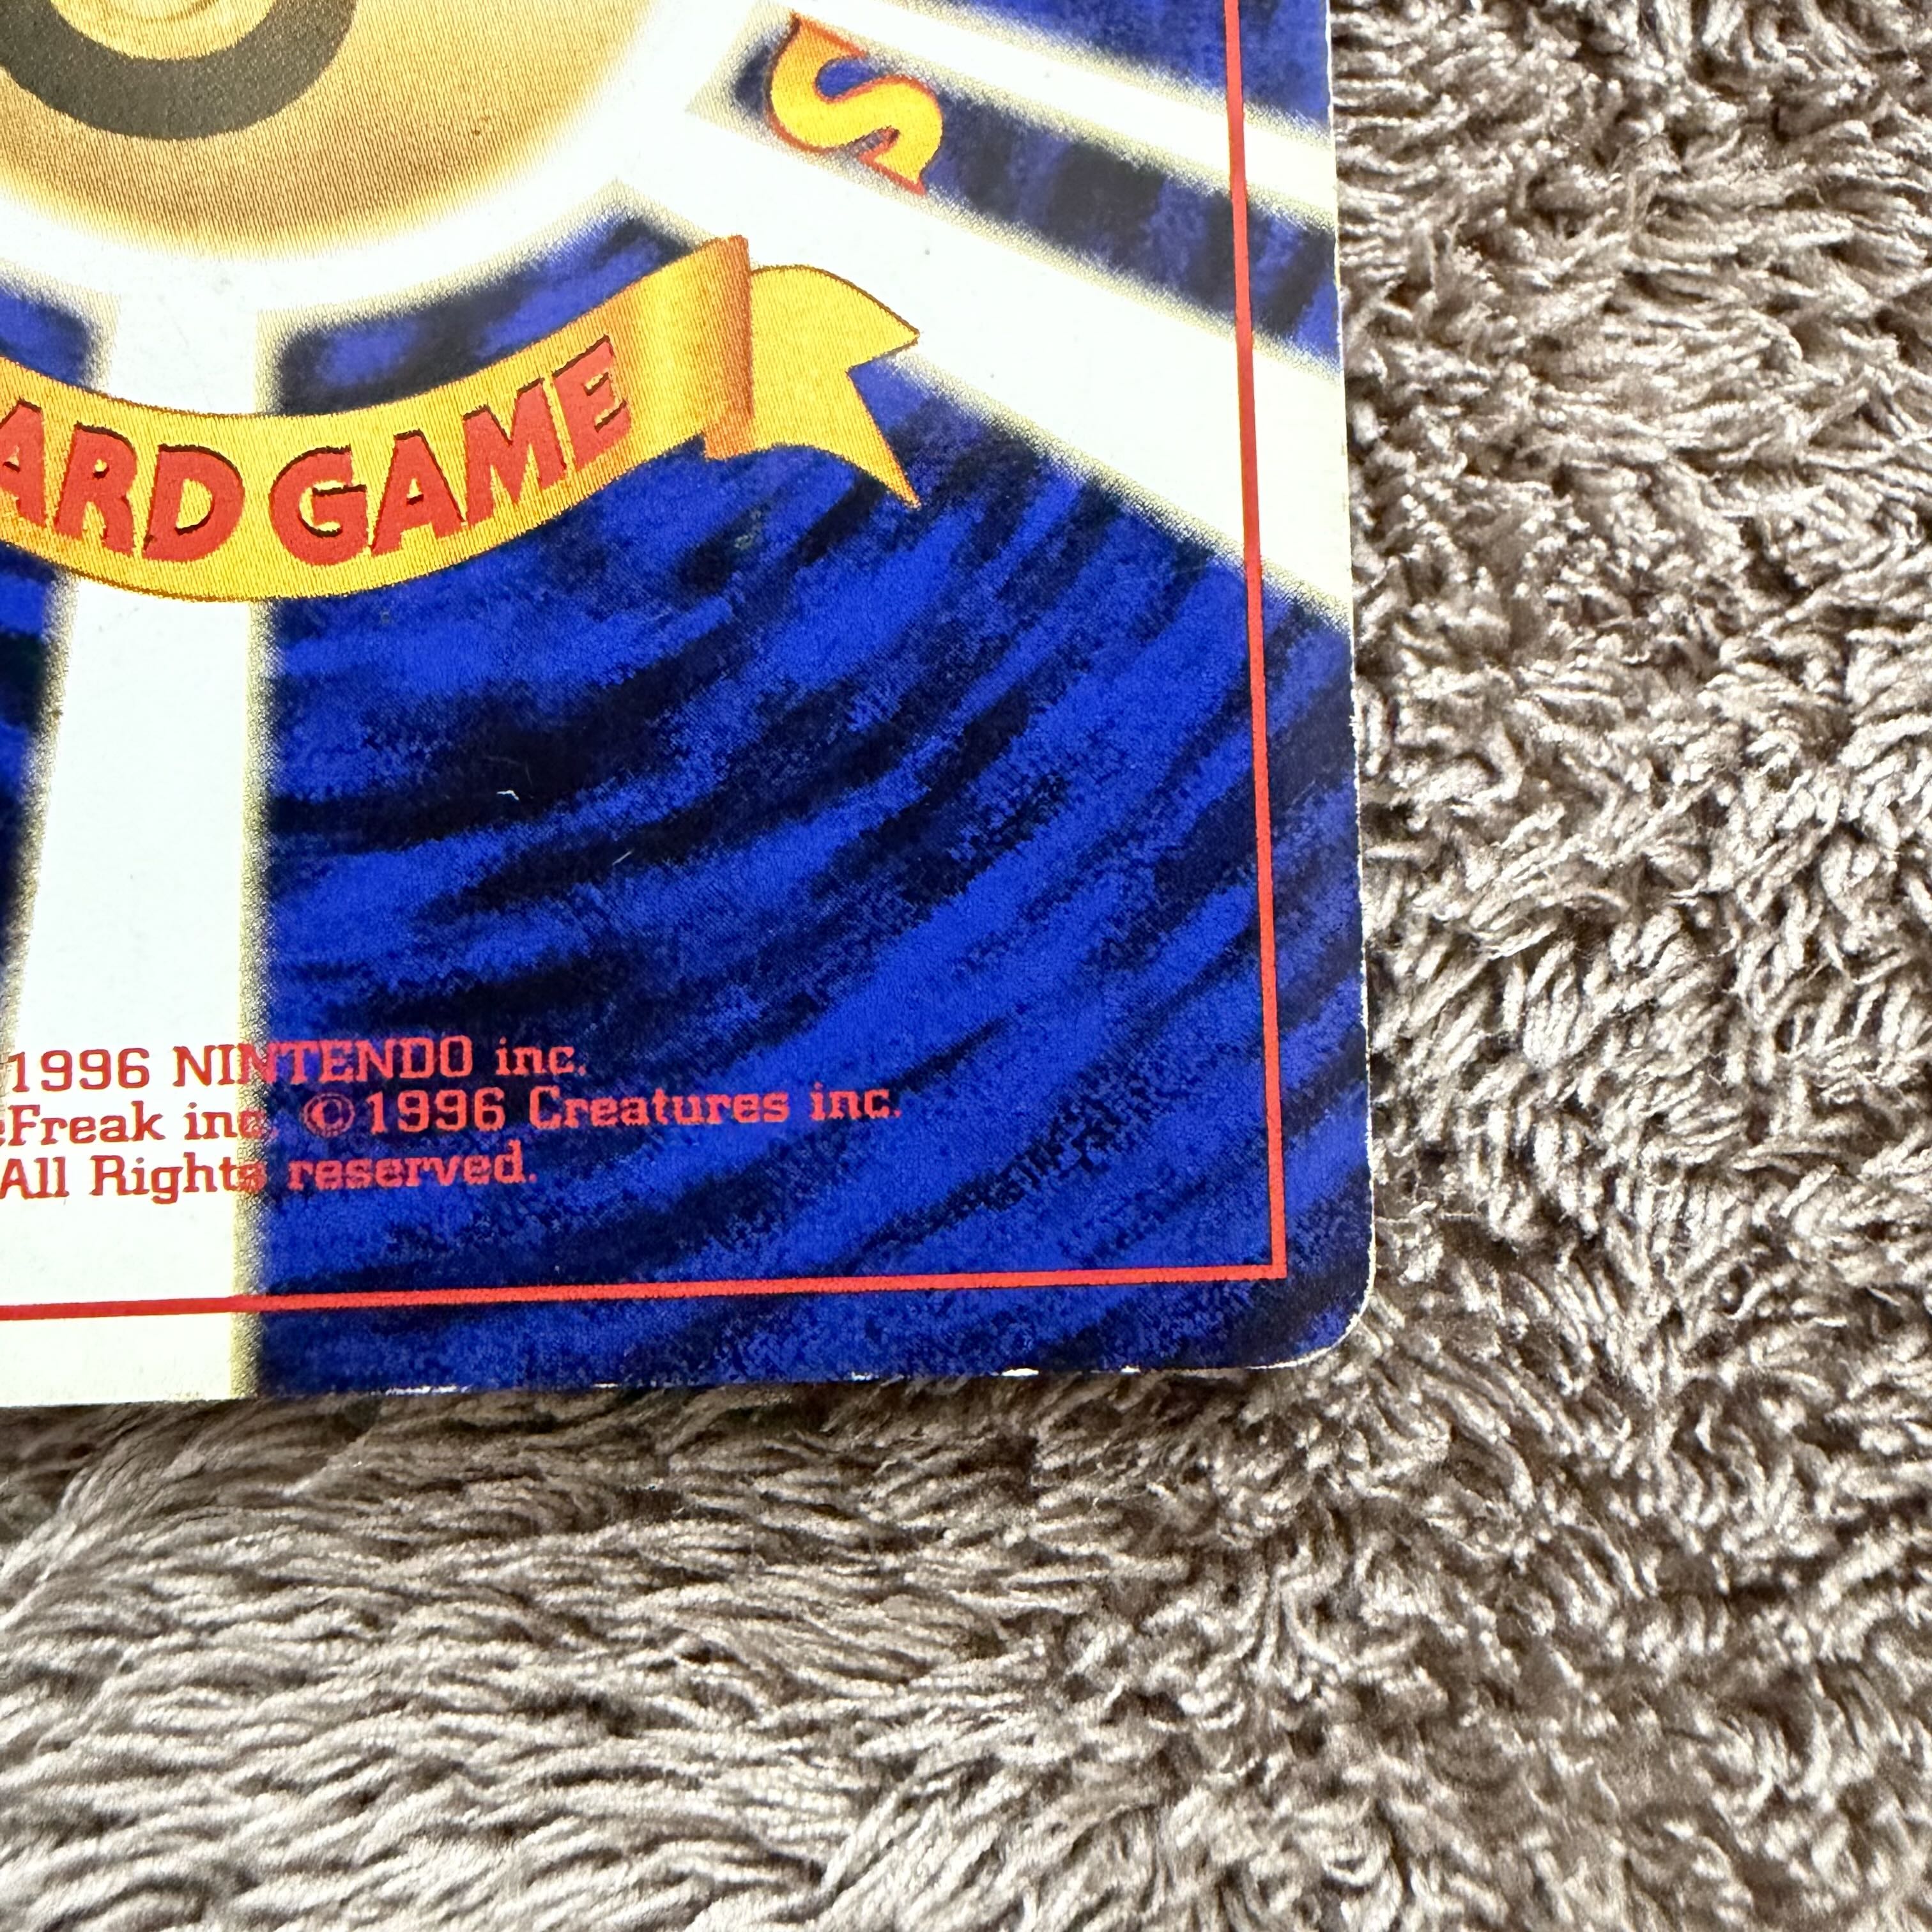 S
ARD GAME
1996 NINTENDO inc.
eFreak inc. ©1996 Creatures inc.
All Rights reserved.